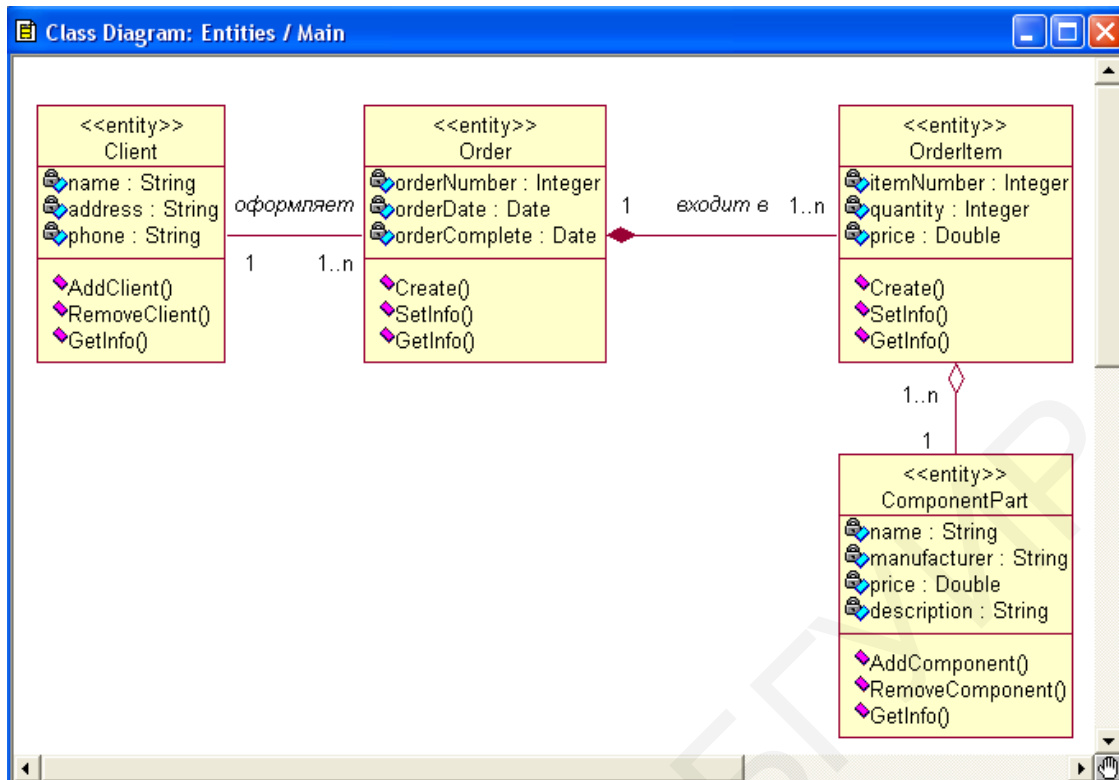 Class Diagram: Entities / Main
<<entity>>
Client
name : String
address : String
phone : String
AddClient()
RemoveClient()
GetInfo()
оформляет
1 1..n
<<entity>>
Order
orderNumber : Integer
orderDate : Date
orderComplete : Date
Create()
SetInfo()
GetInfo()
1 входит в 1..n
<<entity>>
OrderItem
itemNumber : Integer
quantity : Integer
price : Double
Create()
SetInfo()
GetInfo()
1..n
1
<<entity>>
ComponentPart
name : String
manufacturer : String
price : Double
description : String
AddComponent()
RemoveComponent()
GetInfo()
БГУИР